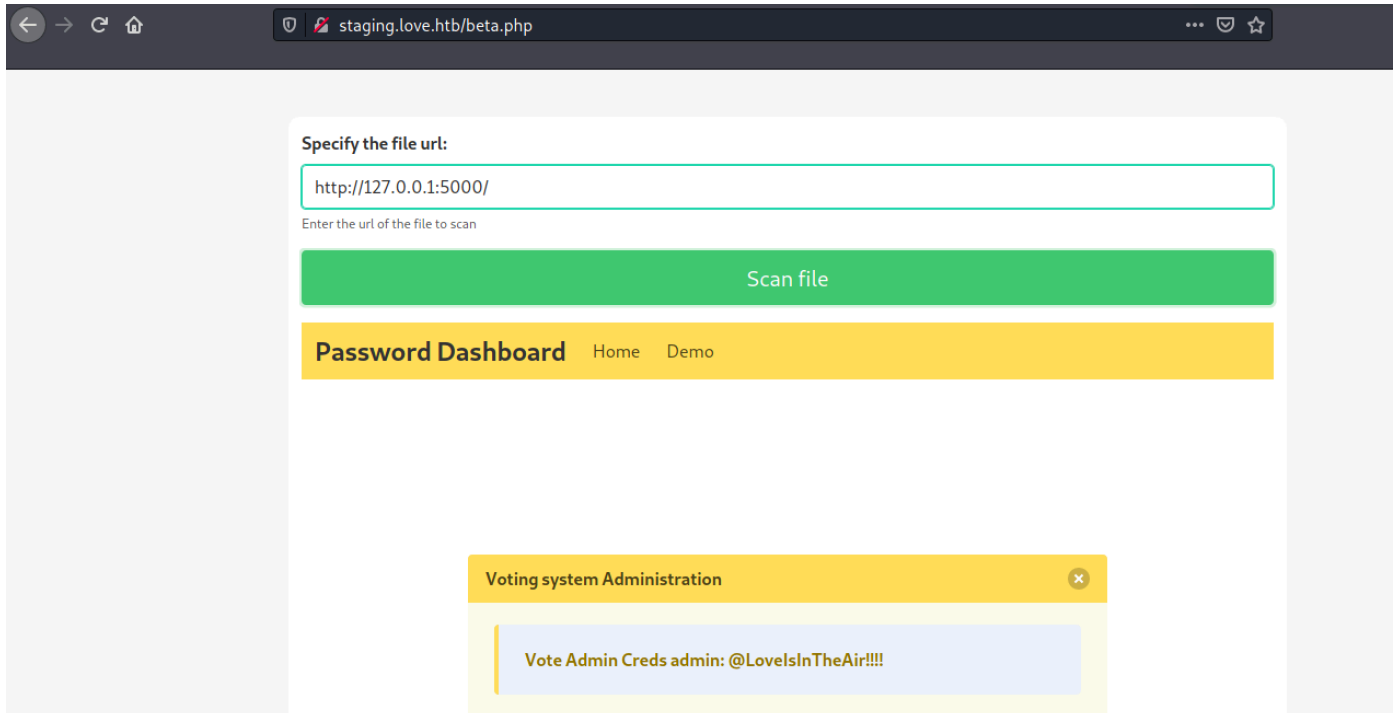 staging.love.htb/beta.php
Specify the file url:
http://127.0.0.1:5000/
Enter the url of the file to scan
Scan file
Password Dashboard Home Demo
Voting system Administration
Vote Admin Creds admin: @LoveIsInTheAir!!!!